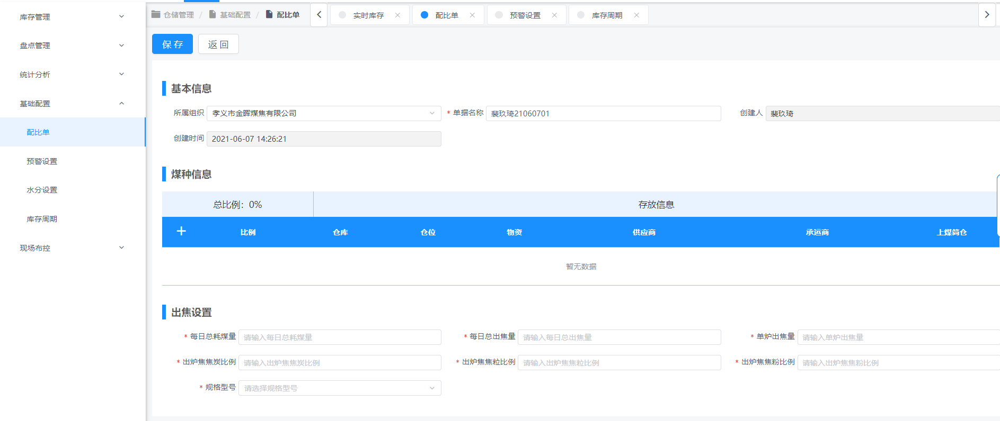 库存管理
盘点管理
统计分析
基础配置
配比单
预警设置
水分设置
库存周期
现场布控
仓储管理 / 基础配置 / 配比单
实时库存 配比单 预警设置 库存周期
保存 返回
基本信息
所属组织 孝义市金晖煤焦有限公司 * 单据名称 裴玖琦21060701 创建人 裴玖琦
创建时间 2021-06-07 14:26:21
煤种信息
总比例：0% 存放信息
比例 仓库 仓位 物资 供应商 承运商 上煤筒仓
暂无数据
出焦设置
* 每日总耗煤量 请输入每日总耗煤量 * 每日总出焦量 请输入每日总出焦量 * 单炉出焦量 请输入单炉出焦量
* 出炉焦焦炭比例 请输入出炉焦焦炭比例 * 出炉焦焦粒比例 请输入出炉焦焦粒比例 * 出炉焦焦粉比例 请输入出炉焦焦粉比例
* 规格型号 请选择规格型号